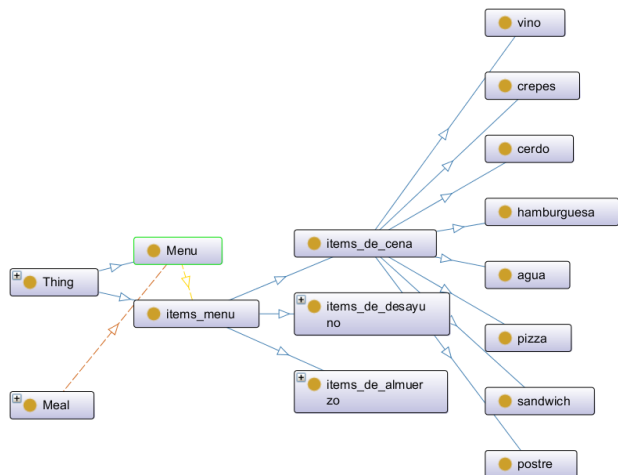 vino
crepes
cerdo
hamburguesa
Menu
items_de_cena
Thing
agua
items_menu
items_de_desayu
no
pizza
items_de_almuer
zo
Meal
sandwich
postre